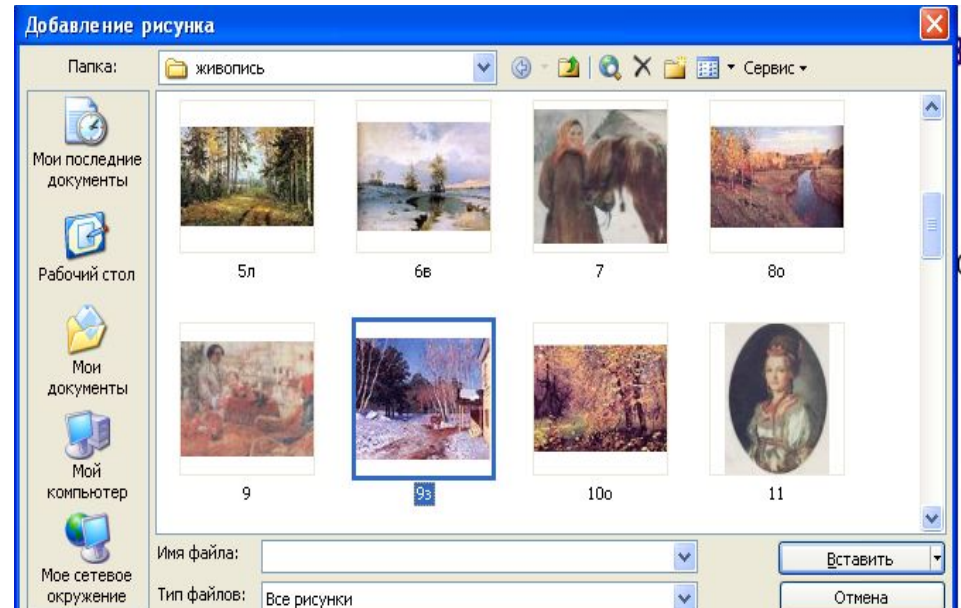 Добавление рисунка
Папка:
живопись
Сервис
Мои последние
документы
Рабочий стол
Мои
документы
Мой
компьютер
Мое сетевое
окружение
5л
6в
7
8о
9
9з
10о
11
Имя файла:
Вставить
Тип файлов:
Все рисунки
Отмена